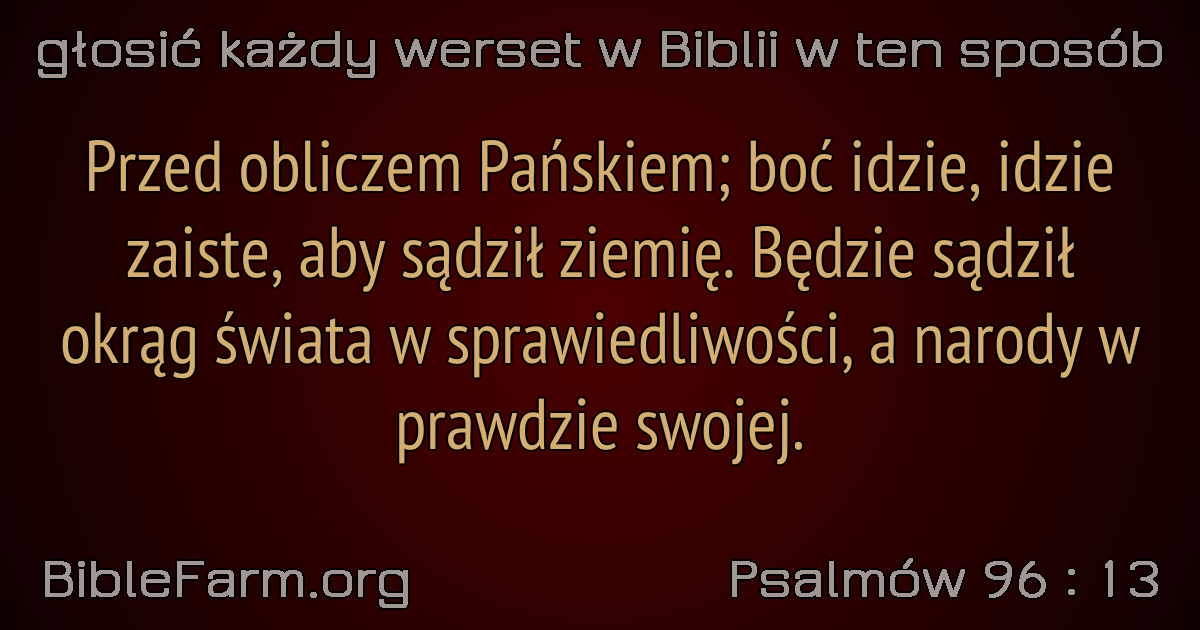 głosić każdy werset w Biblii w ten sposób
Przed obliczem Pańskiem; boć idzie, idzie
zaiste, aby sądził ziemię. Będzie sądził
okrąg świata w sprawiedliwości, a narody w
prawdzie swojej.
BibleFarm.org
Psalmów 96 : 13